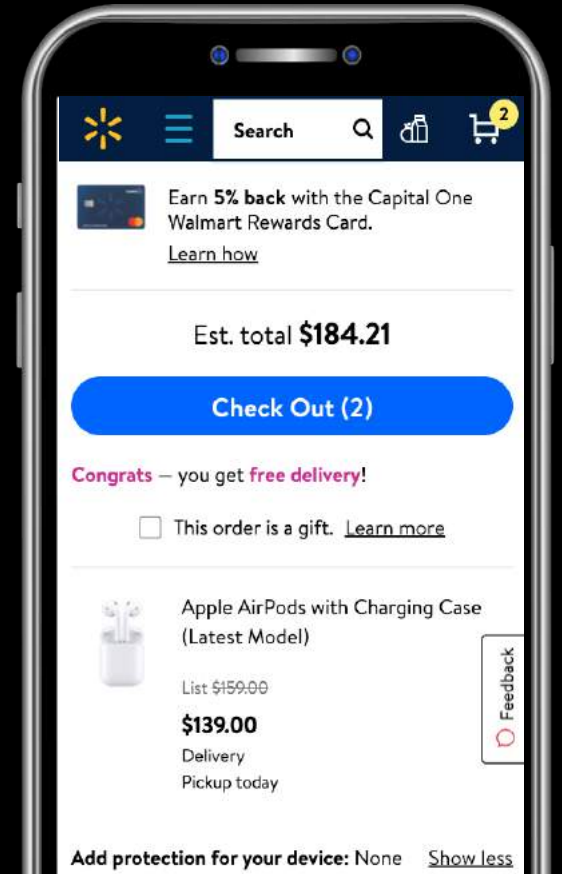 Search
2
Earn 5% back with the Capital One
Walmart Rewards Card.
Learn how
Est. total $184.21
Check Out (2)
Congrats – you get free delivery!
This order is a gift. Learn more
Apple AirPods with Charging Case
(Latest Model)
List $159.00
$139.00
Delivery
Pickup today
Feedback
Add protection for your device: None Show less